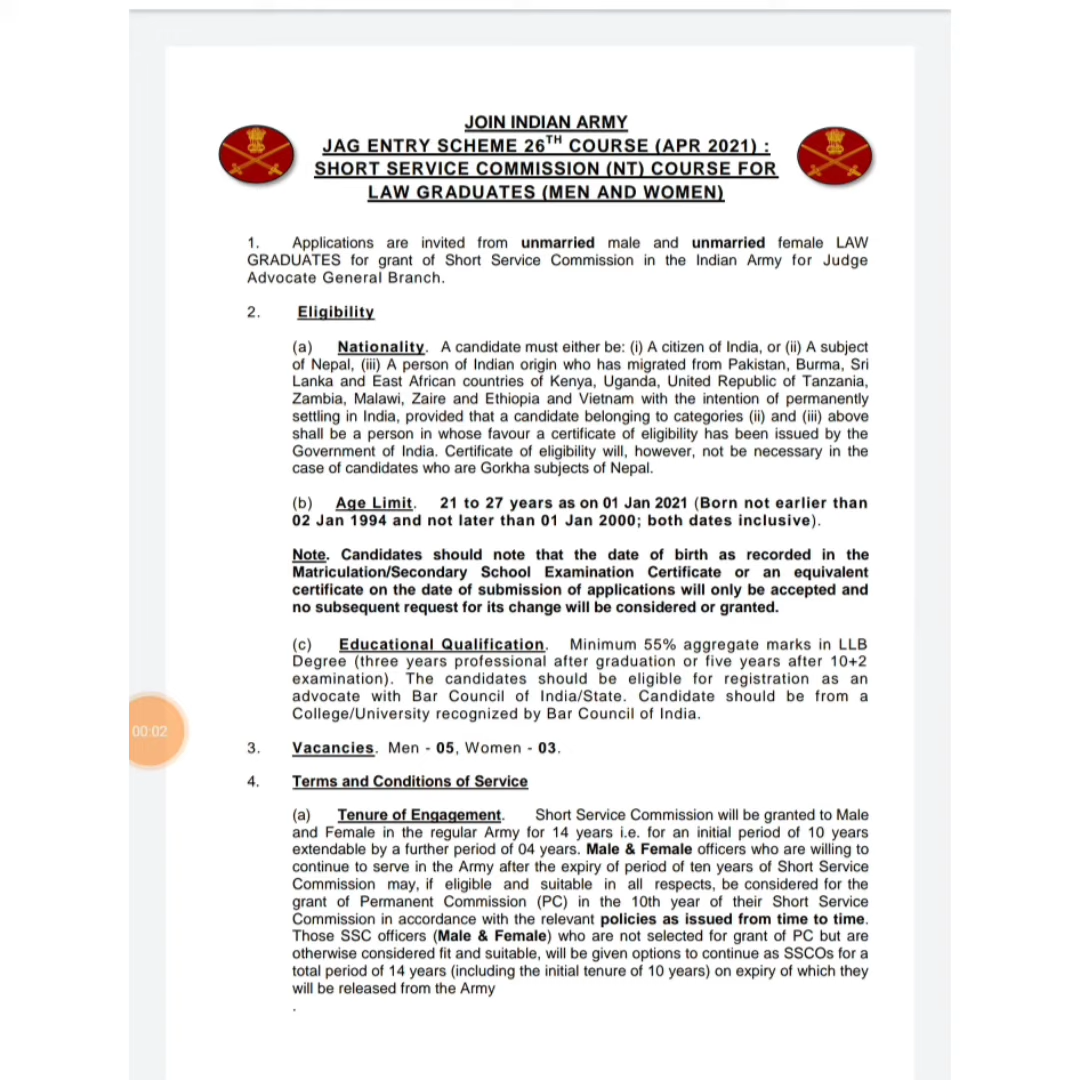 JOIN INDIAN ARMY
JAG ENTRY SCHEME 26TH COURSE (APR 2021) :
SHORT SERVICE COMMISSION (NT) COURSE FOR
LAW GRADUATES (MEN AND WOMEN)
1. Applications are invited from unmarried male and unmarried female LAW
GRADUATES for grant of Short Service Commission in the Indian Army for Judge
Advocate General Branch.
2. Eligibility
(a) Nationality. A candidate must either be: (i) A citizen of India, or (ii) A subject
of Nepal, (iii) A person of Indian origin who has migrated from Pakistan, Burma, Sri
Lanka and East African countries of Kenya, Uganda, United Republic of Tanzania,
Zambia, Malawi, Zaire and Ethiopia and Vietnam with the intention of permanently
settling in India, provided that a candidate belonging to categories (ii) and (iii) above
shall be a person in whose favour a certificate of eligibility has been issued by the
Government of India. Certificate of eligibility will, however, not be necessary in the
case of candidates who are Gorkha subjects of Nepal.
(b) Age Limit. 21 to 27 years as on 01 Jan 2021 (Born not earlier than
02 Jan 1994 and not later than 01 Jan 2000; both dates inclusive).
Note. Candidates should note that the date of birth as recorded in the
Matriculation/Secondary School Examination Certificate or an equivalent
certificate on the date of submission of applications will only be accepted and
no subsequent request for its change will be considered or granted.
(c) Educational Qualification. Minimum 55% aggregate marks in LLB
Degree (three years professional after graduation or five years after 10+2
examination). The candidates should be eligible for registration as an
advocate with Bar Council of India/State. Candidate should be from a
College/University recognized by Bar Council of India.
00:02
3. Vacancies. Men - 05, Women - 03.
4. Terms and Conditions of Service
(a) Tenure of Engagement. Short Service Commission will be granted to Male
and Female in the regular Army for 14 years i.e. for an initial period of 10 years
extendable by a further period of 04 years. Male & Female officers who are willing to
continue to serve in the Army after the expiry of period of ten years of Short Service
Commission may, if eligible and suitable in all respects, be considered for the
grant of Permanent Commission (PC) in the 10th year of their Short Service
Commission in accordance with the relevant policies as issued from time to time.
Those SSC officers (Male & Female) who are not selected for grant of PC but are
otherwise considered fit and suitable, will be given options to continue as SSCOs for a
total period of 14 years (including the initial tenure of 10 years) on expiry of which they
will be released from the Army
.